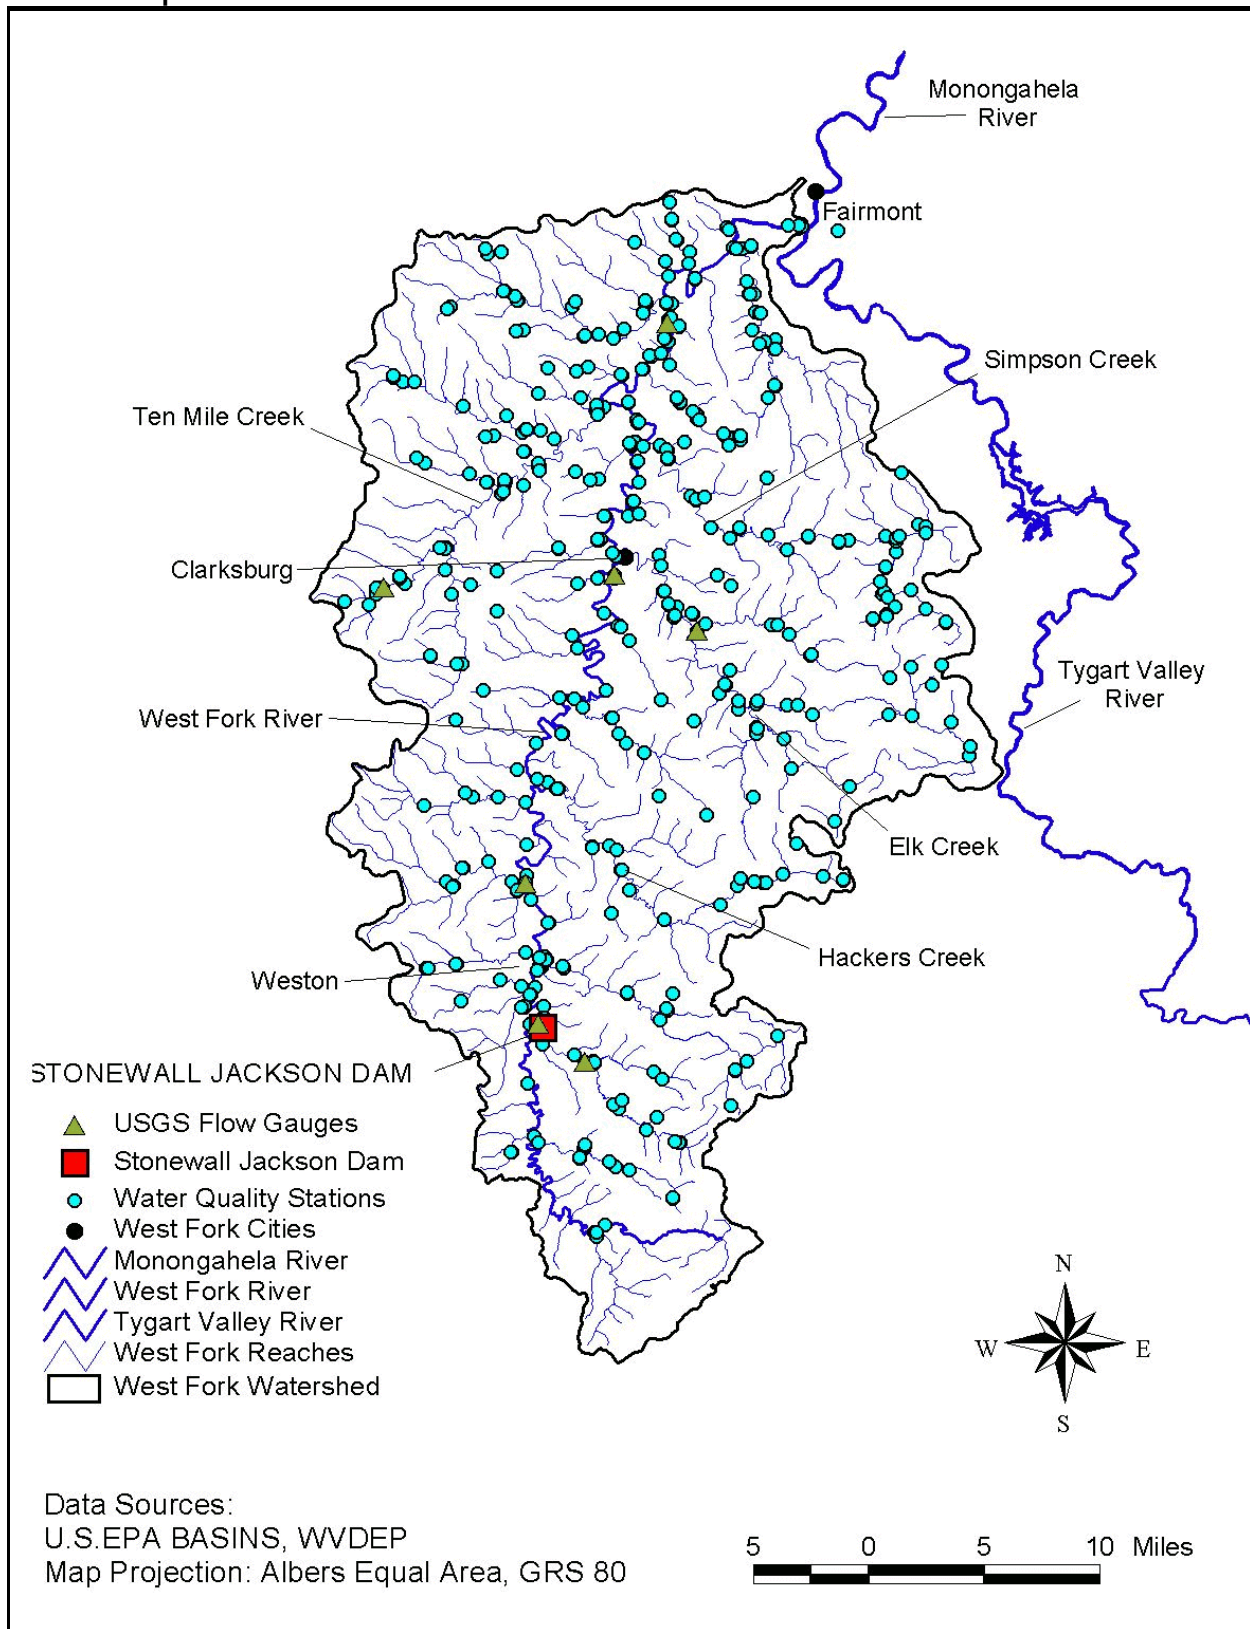 Monongahela
River
Fairmont
Simpson Creek
Ten Mile Creek
Clarksburg
Tygart Valley
River
West Fork River
Elk Creek
Hackers Creek
Weston
STONEWALL JACKSON DAM
USGS Flow Gauges
Stonewall Jackson Dam
Water Quality Stations
West Fork Cities
Monongahela River
West Fork River
Tygart Valley River
West Fork Reaches
West Fork Watershed
N
W E
S
Data Sources:
U.S.EPA BASINS, WVDEP
Map Projection: Albers Equal Area, GRS 80
5 0 5 10 Miles